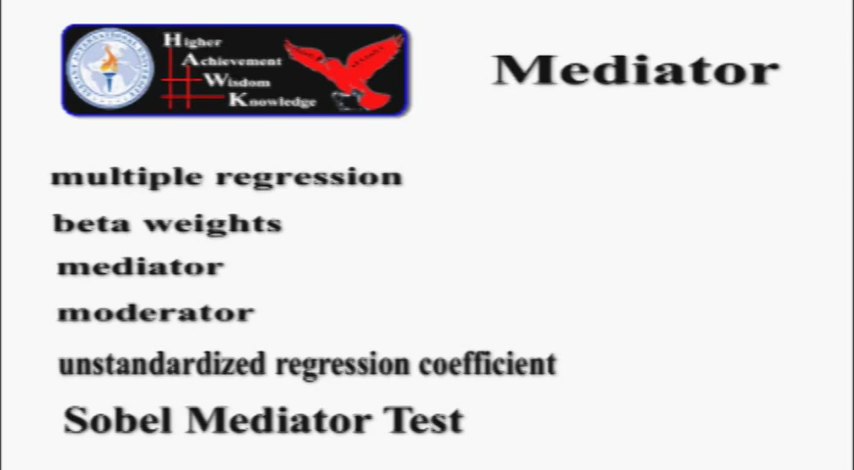 Higher
Achievement
Wisdom
Knowledge
Mediator
multiple regression
beta weights
mediator
moderator
unstandardized regression coefficient
Sobel Mediator Test